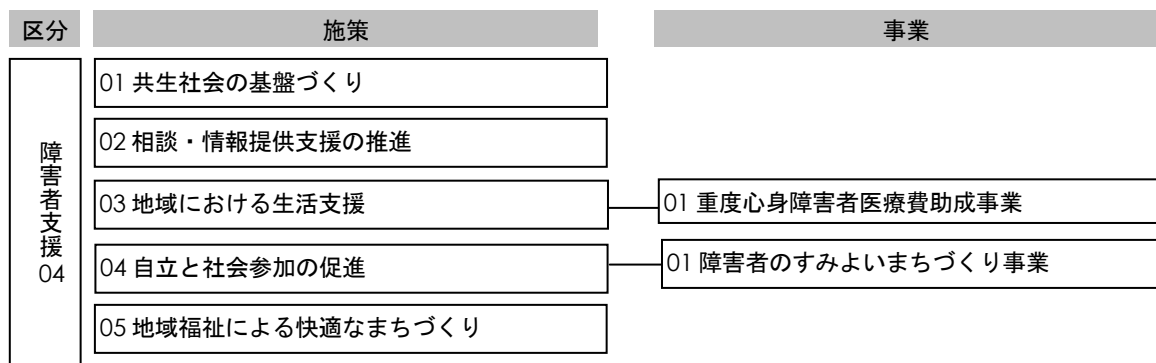 区分
施策
事業
障害者支援04
01 共生社会の基盤づくり
02 相談・情報提供支援の推進
03 地域における生活支援
01 重度心身障害者医療費助成事業
04 自立と社会参加の促進
01 障害者のすみよいまちづくり事業
05 地域福祉による快適なまちづくり